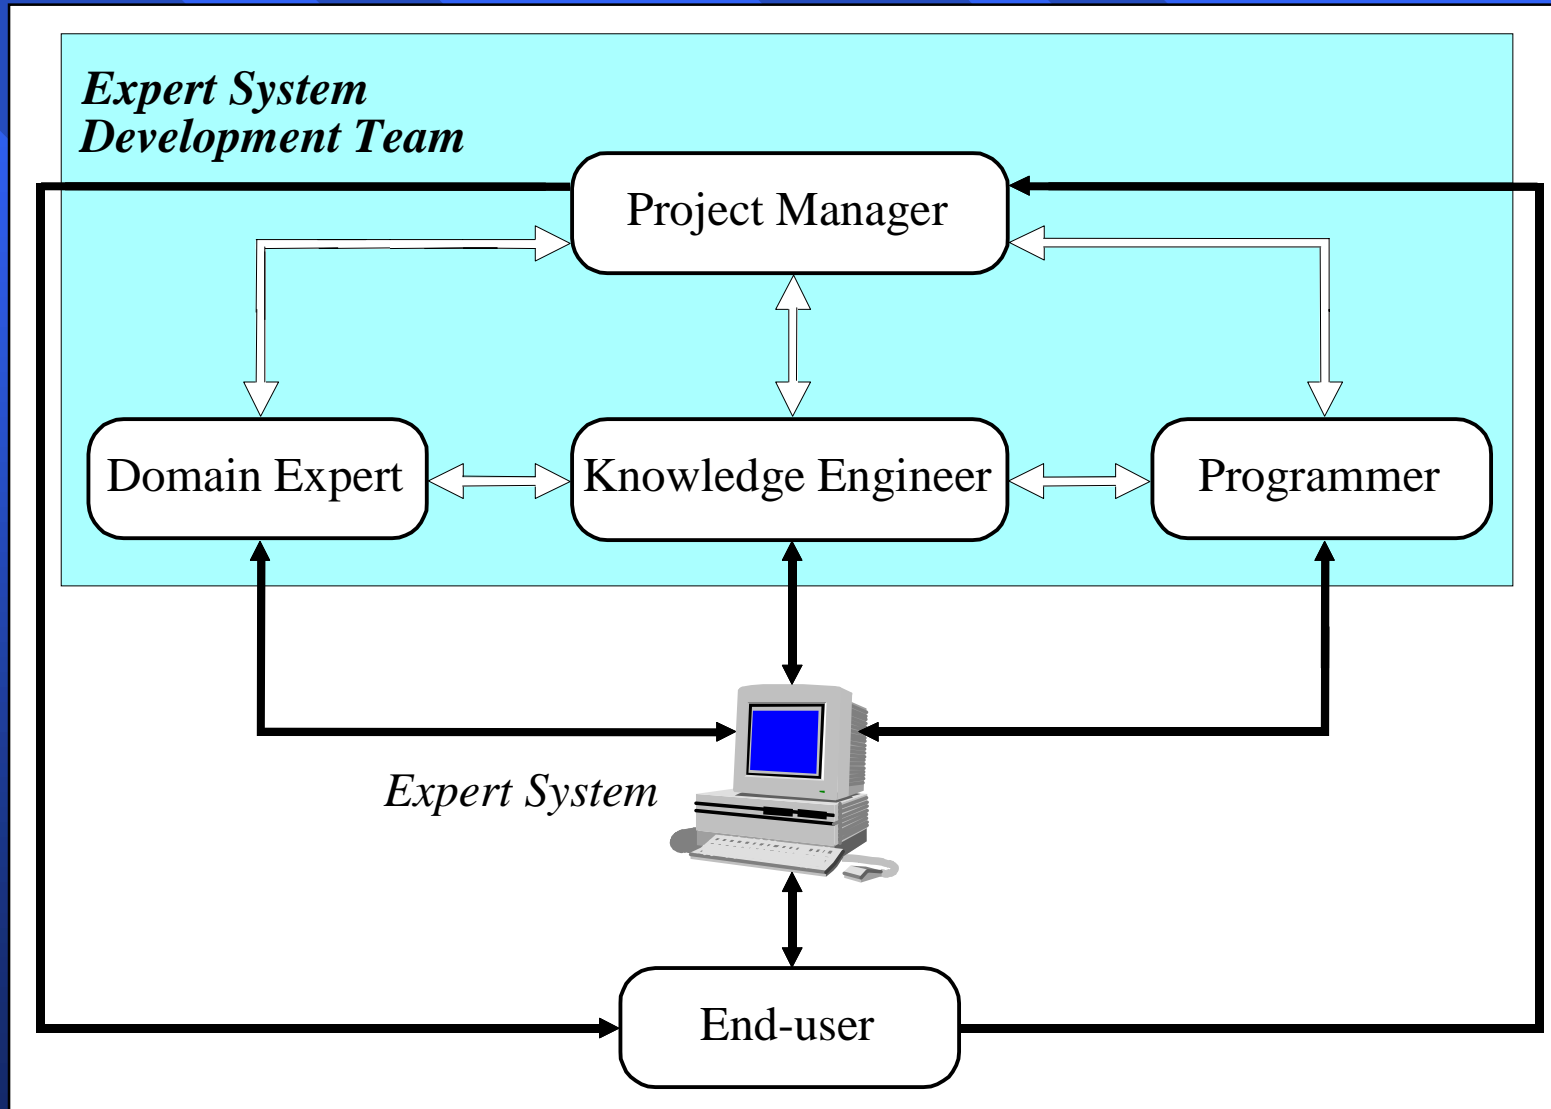 Expert System
Development Team
Project Manager
Domain Expert
Knowledge Engineer
Programmer
Expert System
End-user